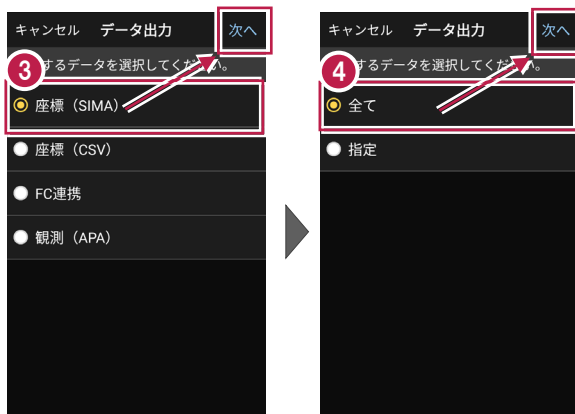 キャンセル データ出力 次へ
3 するデータを選択してください。
座標（SIMA）
座標（CSV）
FC連携
観測（APA）
キャンセル データ出力 次へ
4 するデータを選択してくだ
全て
指定